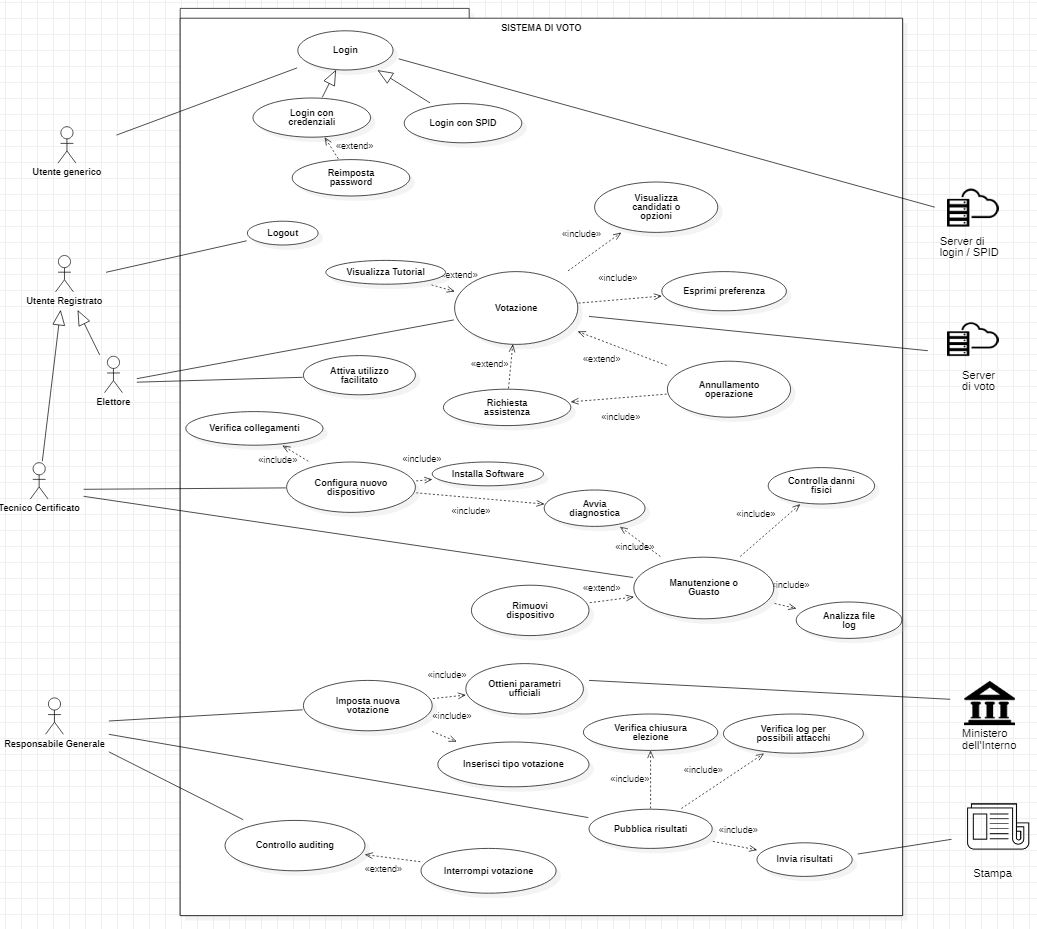 SISTEMA DI VOTO
Login
Login con
credenziali
Login con SPID
«extend»
Reimposta
password
Utente generico
Visualizza
candidati o
opzioni
Logout
«include»
Server di
login / SPID
Visualizza Tutorial
«extend»
«include»
Esprimi preferenza
Utente Registrato
Votazione
«extend»
«extend»
Attiva utilizzo
facilitato
Server
di voto
Annullamento
operazione
Elettore
Richiesta
assistenza
«include»
Verifica collegamenti
«include»
«include»
Installa Software
Configura nuovo
dispositivo
Controlla danni
fisici
Tecnico Certificato
«include»
Avvia
diagnostica
«include»
«include»
Manutenzione o
Guasto
«include»
«extend»
Rimuovi
dispositivo
Analizza file
log
«include»
Ottieni parametri
ufficiali
Imposta nuova
votazione
«include»
Verifica chiusura
elezione
Verifica log per
possibili attacchi
Ministero
dell'Interno
Responsabile Generale
Inserisci tipo votazione
«include»
«include»
Pubblica risultati
«include»
Controllo auditing
Invia risultati
«extend»
Interrompi votazione
Stampa